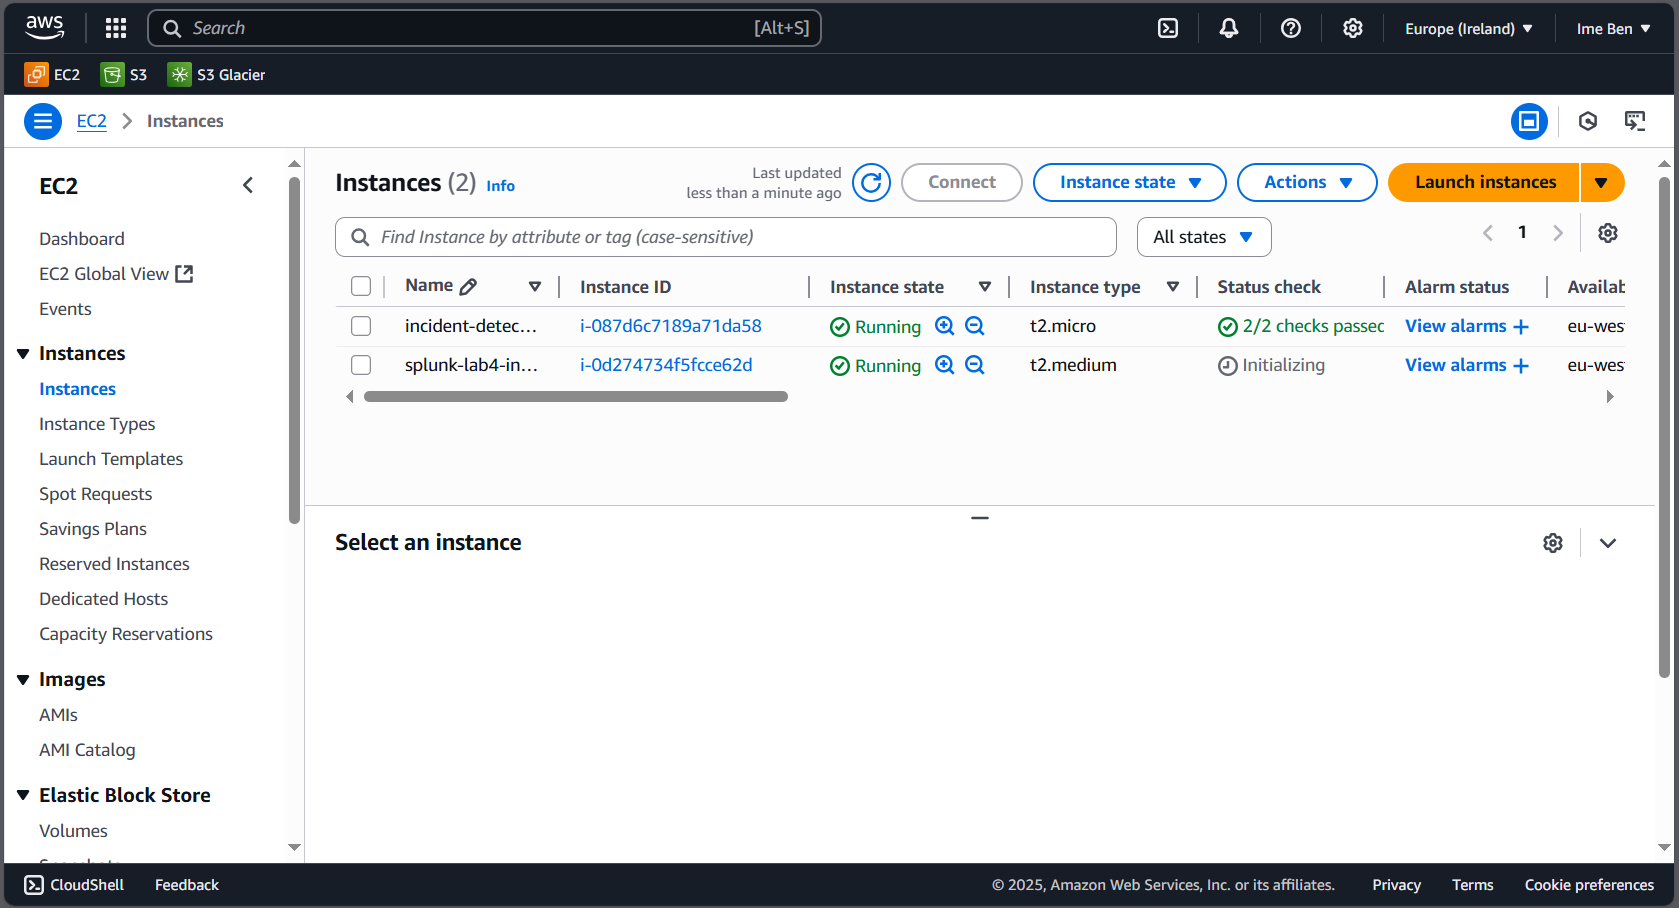 aws
Search [Alt+S]
Europe (Ireland)
Ime Ben
EC2 S3 S3 Glacier
EC2 Instances
EC2
Dashboard
EC2 Global View
Events
Instances
Instances
Instance Types
Launch Templates
Spot Requests
Savings Plans
Reserved Instances
Dedicated Hosts
Capacity Reservations
Images
AMIs
AMI Catalog
Elastic Block Store
Volumes
Instances (2) Info
Last updated
less than a minute ago
Connect Instance state Actions Launch instances
Find Instance by attribute or tag (case-sensitive) All states 1
Name Instance ID Instance state Instance type Status check Alarm status Availab
incident-detec... i-087d6c7189a71da58 Running t2.micro 2/2 checks passed View alarms + eu-wes
splunk-lab4-in... i-0d274734f5fcce62d Running t2.medium Initializing View alarms + eu-wes
Select an instance
CloudShell Feedback © 2025, Amazon Web Services, Inc. or its affiliates. Privacy Terms Cookie preferences